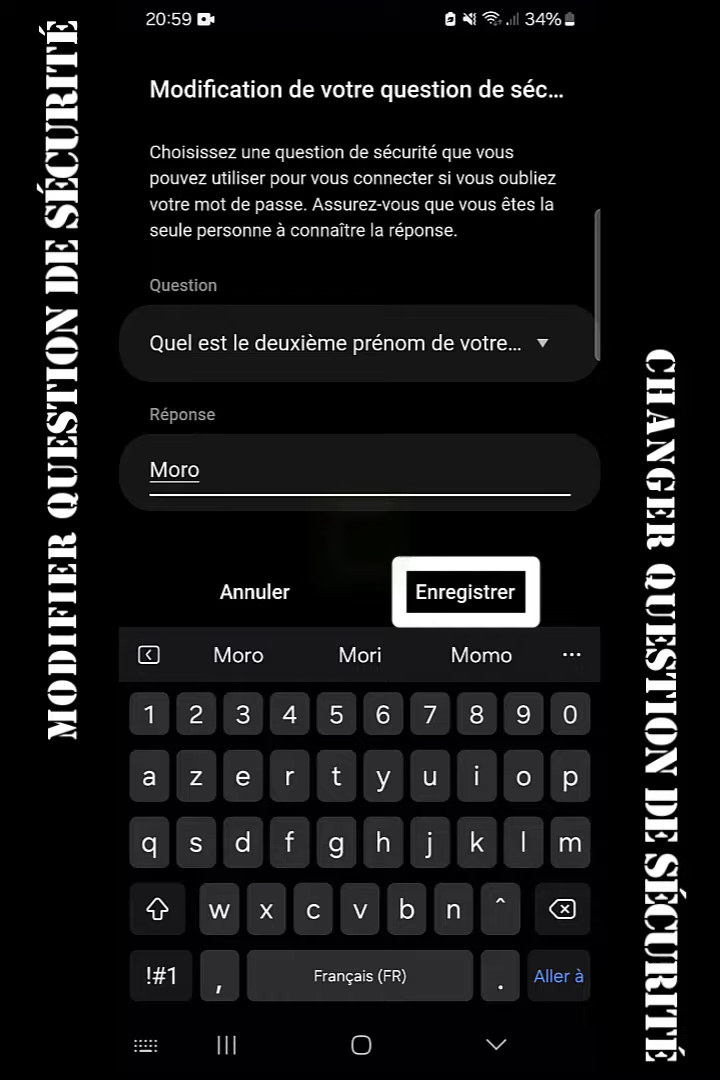 MODIFIER QUESTION DE SÉCURITÉ
20:59
34%
Modification de votre question de séc...
Choisissez une question de sécurité que vous
pouvez utiliser pour vous connecter si vous oubliez
votre mot de passe. Assurez-vous que vous êtes la
seule personne à connaître la réponse.
Question
Quel est le deuxième prénom de votre...
Réponse
Moro
Annuler Enregistrer
Moro Mori Momo ...
1 2 3 4 5 6 7 8 9 0
a z e r t y u i o p
q s d f g h j k l m
w x c v b n ^
!#1 , Français (FR) . Aller à
CHANGER QUESTION DE SÉCURITÉ